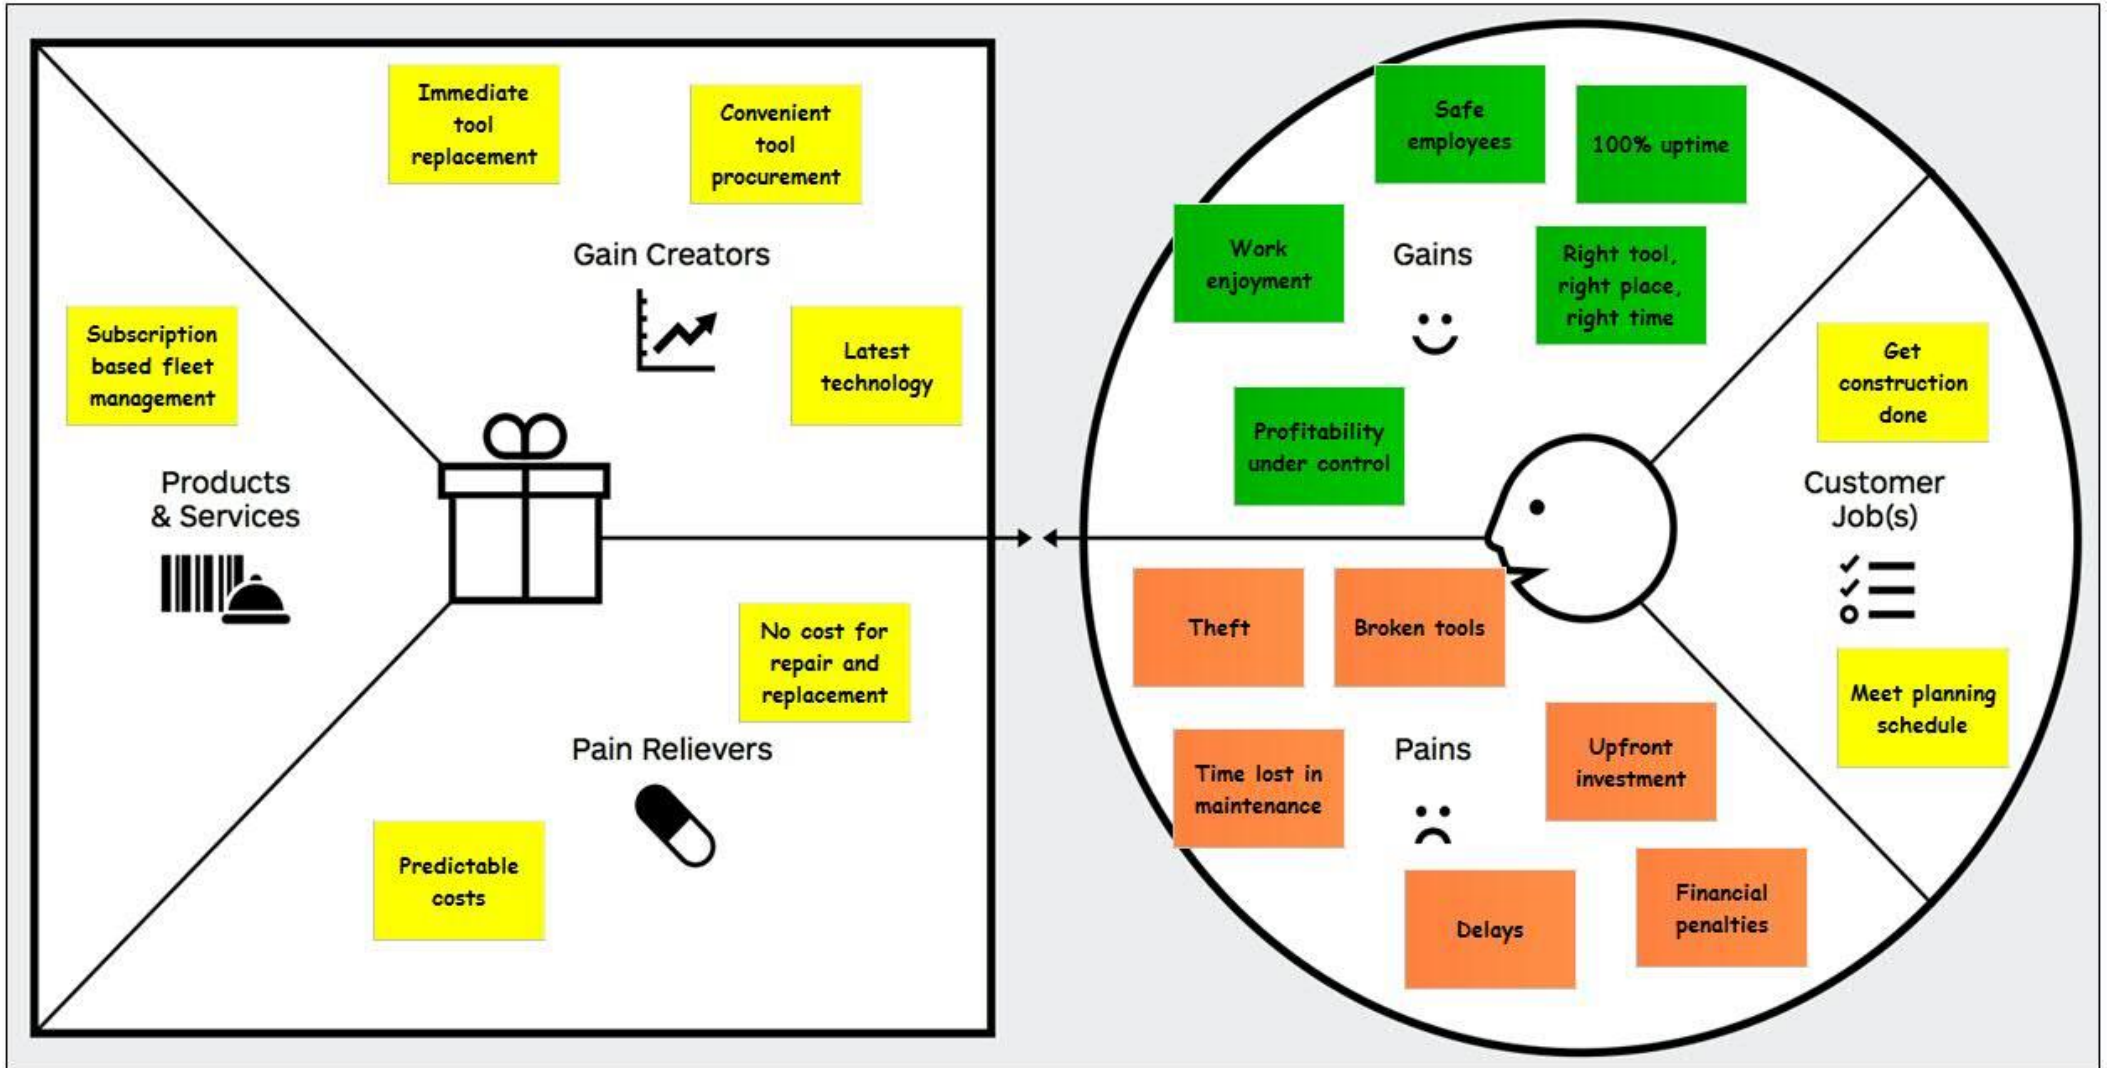 Immediate
tool
replacement
Convenient
tool
procurement
Gain Creators
Latest
technology
Subscription
based fleet
management
Products
& Services
No cost for
repair and
replacement
Pain Relievers
Predictable
costs
Safe
employees
100% uptime
Work
enjoyment
Gains
Right tool,
right place,
right time
Profitability
under control
Get
construction
done
Customer
Job(s)
Meet planning
schedule
Theft
Broken tools
Time lost in
maintenance
Pains
Upfront
investment
Delays
Financial
penalties